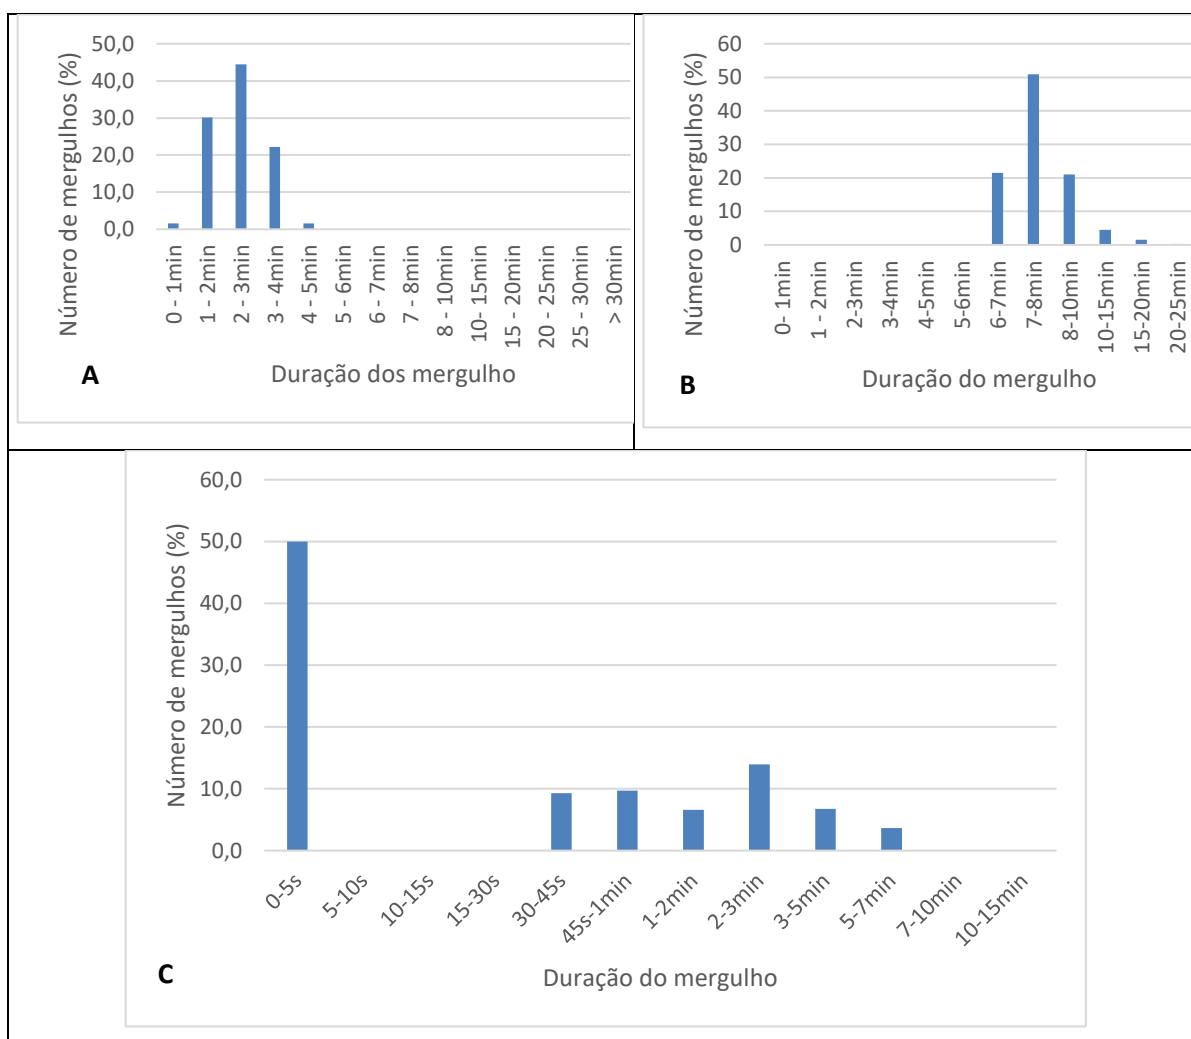 Número de mergulhos (%)
50,0
40,0
30,0
20,0
10,0
0,0
0 - 1min
1 - 2min
2 - 3min
3 - 4min
4 - 5min
5 - 6min
6 - 7min
7 - 8min
8 - 10min
10- 15min
15 - 20min
20 - 25min
25 - 30min
> 30min
Duração dos mergulho
A
Número de mergulhos (%)
60
50
40
30
20
10
0
0- 1min
1 - 2min
2-3min
3-4min
4-5min
5-6min
6-7min
7-8min
8-10min
10-15min
15-20min
20-25min
Duração do mergulho
B
Número de mergulhos (%)
60,0
50,0
40,0
30,0
20,0
10,0
0,0
0-5s
5-10s
10-15s
15-30s
30-45s
45s-1min
1-2min
2-3min
3-5min
5-7min
7-10min
10-15min
Duração do mergulho
C